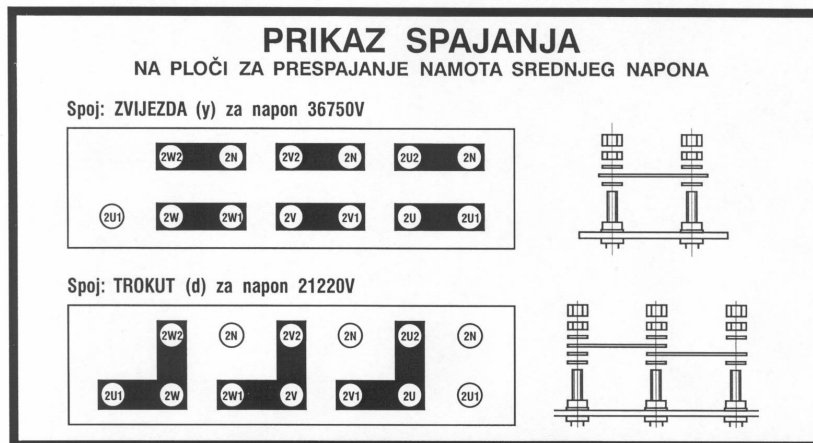 PRIKAZ SPAJANJA
NA PLOČI ZA PRESPAJANJE NAMOTA SREDNJEG NAPONA
Spoj: ZVIJEZDA (y) za napon 36750V
2W2 2N 2V2 2N 2U2 2N
2U1 2W 2W1 2V 2V1 2U 2U1
Spoj: TROKUT (d) za napon 21220V
2W2 2N 2V2 2N 2U2 2N
2U1 2W 2W1 2V 2V1 2U 2U1